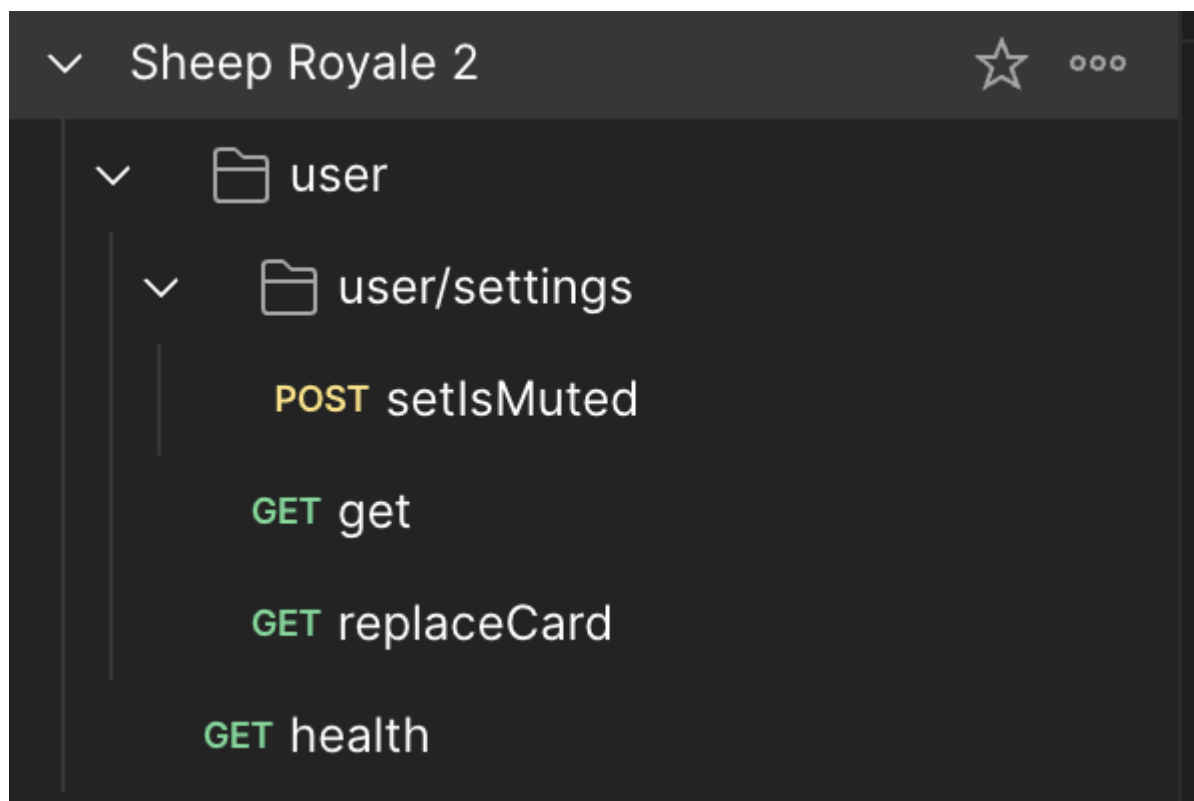 Sheep Royale 2
user
user/settings
POST setIsMuted
GET get
GET replaceCard
GET health